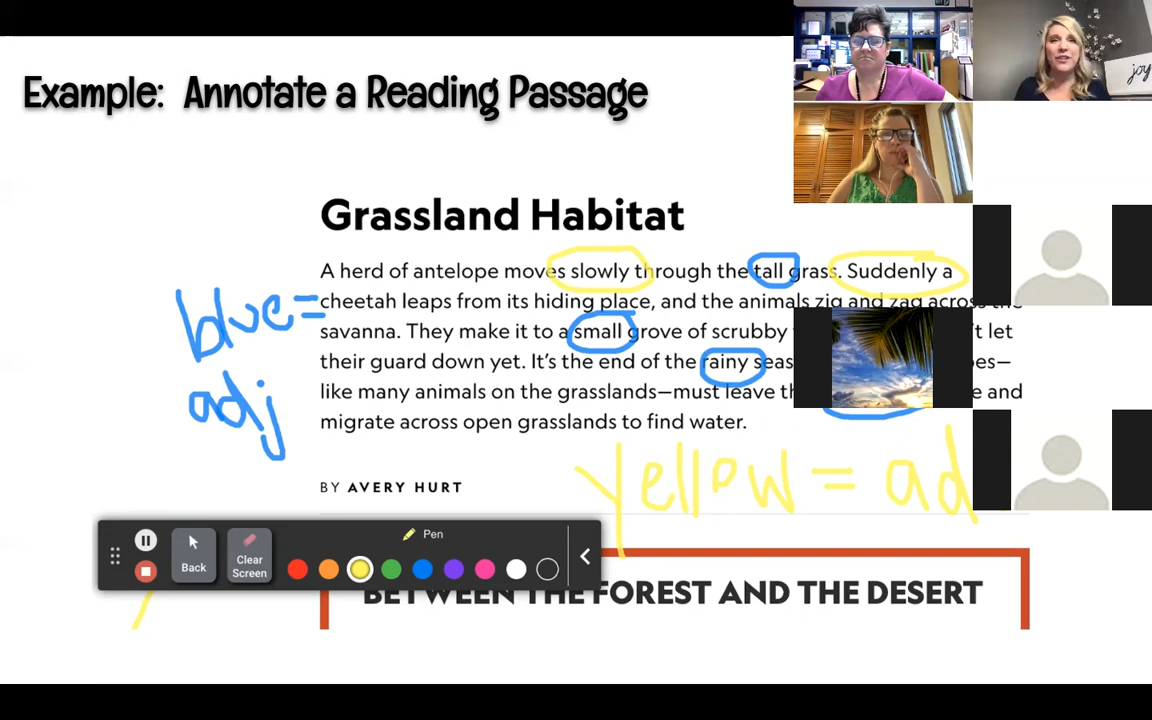 Example: Annotate a Reading Passage
joy
Grassland Habitat
A herd of antelope moves slowly through the tall grass. Suddenly a
cheetah leaps from its hiding place, and the animals zig and zag across the
savanna. They make it to a small grove of scrubby t let
their guard down yet. It's the end of the rainy seas es—
like many animals on the grasslands—must leave th e and
migrate across open grasslands to find water.
blue=
adj
yellow = ad
BY AVERY HURT
Pen
Back
Clear
Screen
BETWEEN THE FOREST AND THE DESERT